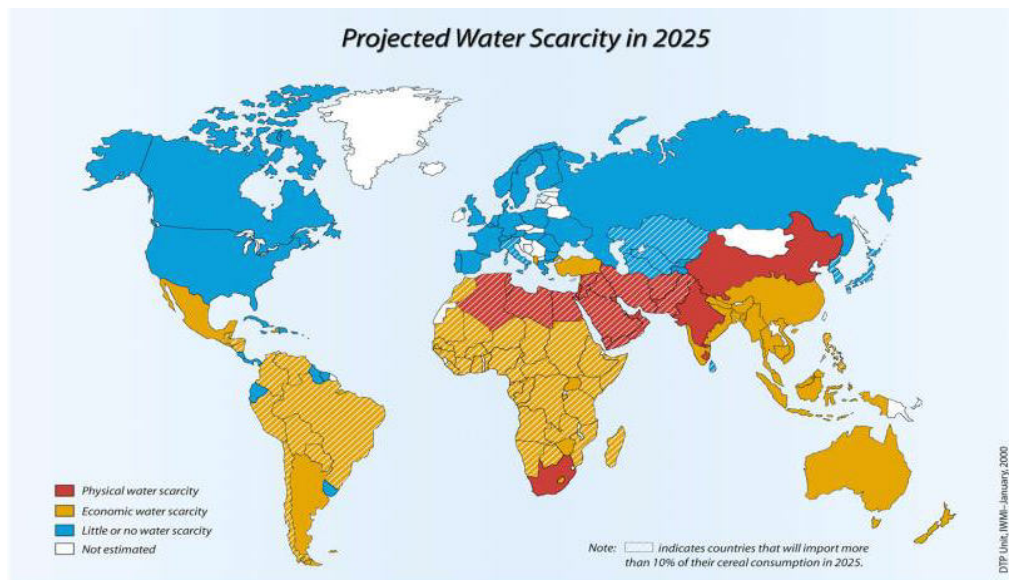 Projected Water Scarcity in 2025
Physical water scarcity
Economic water scarcity
Little or no water scarcity
Not estimated
Note: indicates countries that will import more
than 10% of their cereal consumption in 2025.
DTP Unit, IWMI-January, 2000